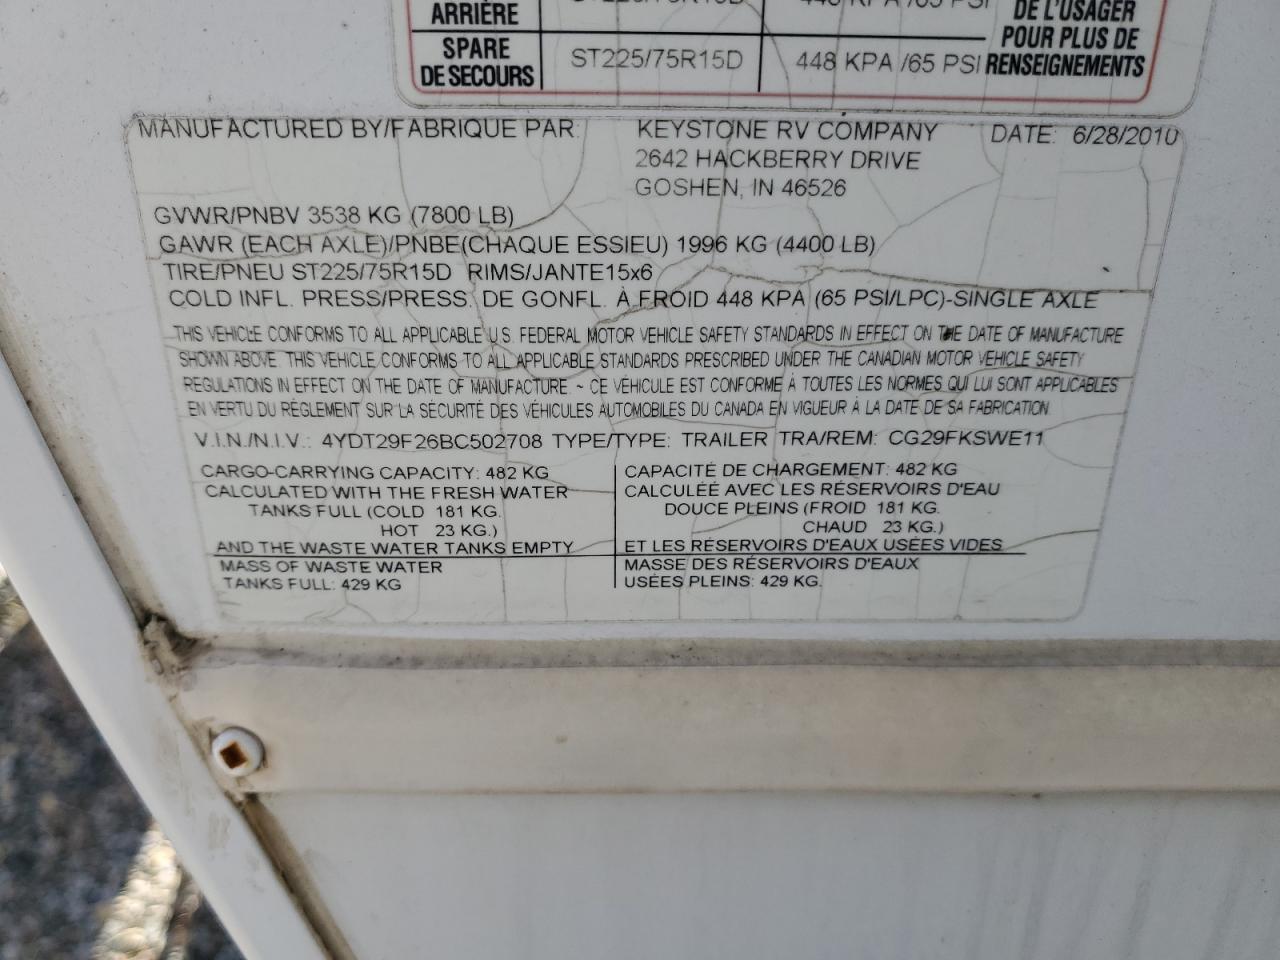 ARRIÈRE
DE L'USAGER
POUR PLUS DE
RENSEIGNEMENTS
SPARE
DE SECOURS
ST225/75R15D
448 KPA /65 PSI
MANUFACTURED BY/FABRIQUE PAR: KEYSTONE RV COMPANY DATE: 6/28/2010
2642 HACKBERRY DRIVE
GOSHEN, IN 46526
GVWR/PNBV 3538 KG (7800 LB)
GAWR (EACH AXLE)/PNBE(CHAQUE ESSIEU) 1996 KG (4400 LB)
TIRE/PNEU ST225/75R15D RIMS/JANTE15x6
COLD INFL. PRESS/PRESS. DE GONFL. À FROID 448 KPA (65 PSI/LPC)-SINGLE AXLE
THIS VEHICLE CONFORMS TO ALL APPLICABLE U.S. FEDERAL MOTOR VEHICLE SAFETY STANDARDS IN EFFECT ON THE DATE OF MANUFACTURE
SHOWN ABOVE. THIS VEHICLE CONFORMS TO ALL APPLICABLE STANDARDS PRESCRIBED UNDER THE CANADIAN MOTOR VEHICLE SAFETY
REGULATIONS IN EFFECT ON THE DATE OF MANUFACTURE ~ CE VÉHICULE EST CONFORME À TOUTES LES NORMES QUI LUI SONT APPLICABLES
EN VERTU DU RÉGLEMENT SUR LA SÉCURITÉ DES VÉHICULES AUTOMOBILES DU CANADA EN VIGUEUR À LA DATE DE SA FABRICATION.
V.I.N./N.I.V.: 4YDT29F26BC502708 TYPE/TYPE: TRAILER TRA/REM: CG29FKSWE11
CARGO-CARRYING CAPACITY: 482 KG
CALCULATED WITH THE FRESH WATER
TANKS FULL (COLD 181 KG.
HOT 23 KG.)
AND THE WASTE WATER TANKS EMPTY
MASS OF WASTE WATER
TANKS FULL: 429 KG
CAPACITÉ DE CHARGEMENT: 482 KG
CALCULÉE AVEC LES RÉSERVOIRS D'EAU
DOUCE PLEINS (FROID 181 KG.
CHAUD 23 KG.)
ET LES RÉSERVOIRS D'EAUX USÉES VIDES
MASSE DES RÉSERVOIRS D'EAUX
USÉES PLEINS: 429 KG.